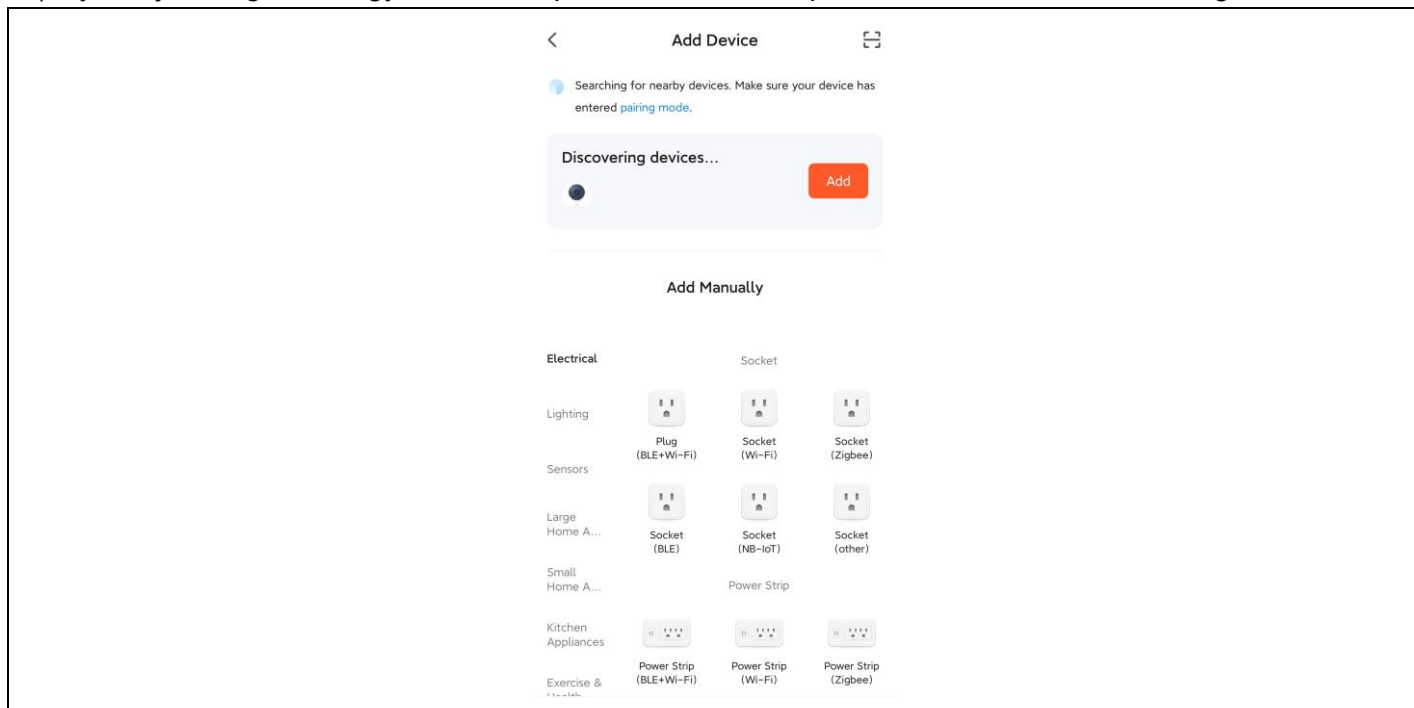 Add Device
Searching for nearby devices. Make sure your device has
entered pairing mode.
Discovering devices...
Add
Add Manually
Electrical
Socket
Lighting
Plug
(BLE+Wi-Fi)
Socket
(Wi-Fi)
Socket
(Zigbee)
Sensors
Large
Home A...
Socket
(BLE)
Socket
(NB-IoT)
Socket
(other)
Small
Home A...
Power Strip
Kitchen
Appliances
Power Strip
(BLE+Wi-Fi)
Power Strip
(Wi-Fi)
Power Strip
(Zigbee)
Exercise &